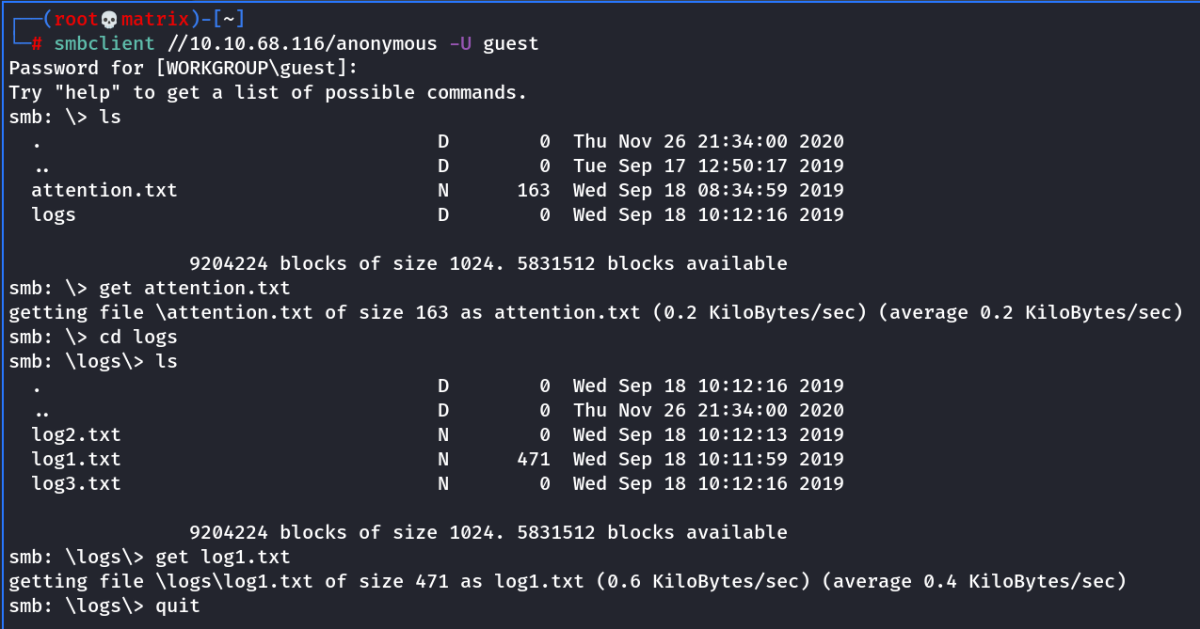 ┌──(root💀matrix)-[~]
└─# smbclient //10.10.68.116/anonymous -U guest
Password for [WORKGROUP\guest]:
Try "help" to get a list of possible commands.
smb: \> ls
  .                                   D        0  Thu Nov 26 21:34:00 2020
  ..                                  D        0  Tue Sep 17 12:50:17 2019
  attention.txt                       N      163  Wed Sep 18 08:34:59 2019
  logs                                D        0  Wed Sep 18 10:12:16 2019
                9204224 blocks of size 1024. 5831512 blocks available
smb: \> get attention.txt
getting file \attention.txt of size 163 as attention.txt (0.2 KiloBytes/sec) (average 0.2 KiloBytes/sec)
smb: \> cd logs
smb: \logs\> ls
  .                                   D        0  Wed Sep 18 10:12:16 2019
  ..                                  D        0  Thu Nov 26 21:34:00 2020
  log2.txt                            N        0  Wed Sep 18 10:12:13 2019
  log1.txt                            N      471  Wed Sep 18 10:11:59 2019
  log3.txt                            N        0  Wed Sep 18 10:12:16 2019
                9204224 blocks of size 1024. 5831512 blocks available
smb: \logs\> get log1.txt
getting file \logs\log1.txt of size 471 as log1.txt (0.6 KiloBytes/sec) (average 0.4 KiloBytes/sec)
smb: \logs\> quit